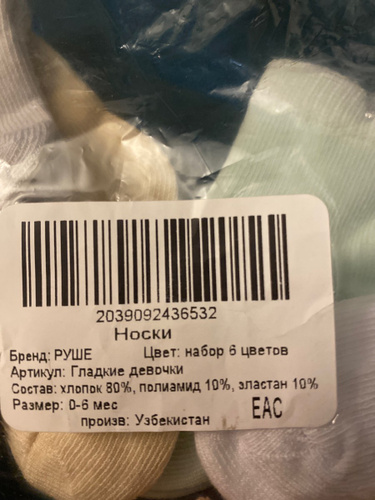 2039092436532
Носки
Бренд: РУШЕ Цвет: набор 6 цветов
Артикул: Гладкие девочки
Состав: хлопок 80%, полиамид 10%, эластан 10%
Размер: 0-6 мес
произв: Узбекистан EAC